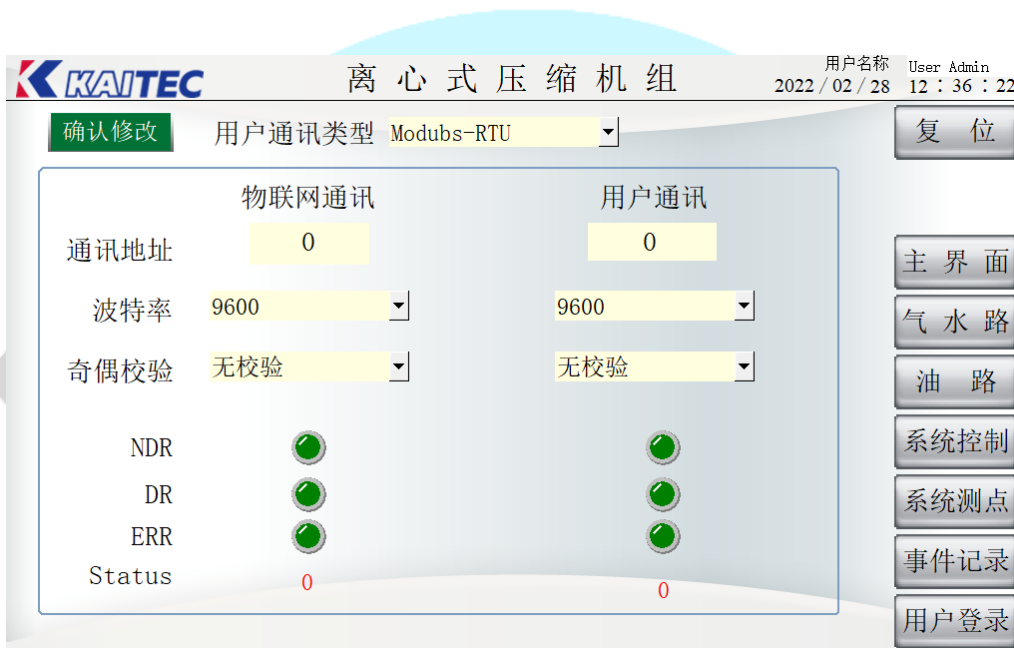 KAITEC 离心式压缩机组 用户名称 User Admin
2022 / 02 / 28 12 : 36 : 22
确认修改 用户通讯类型 Modubs-RTU 复 位
物联网通讯 用户通讯
通讯地址 0 0
主 界 面
波特率 9600 9600
气 水 路
奇偶校验 无校验 无校验
油 路
NDR
系统控制
DR
系统测点
ERR
事件记录
Status 0 0
用户登录